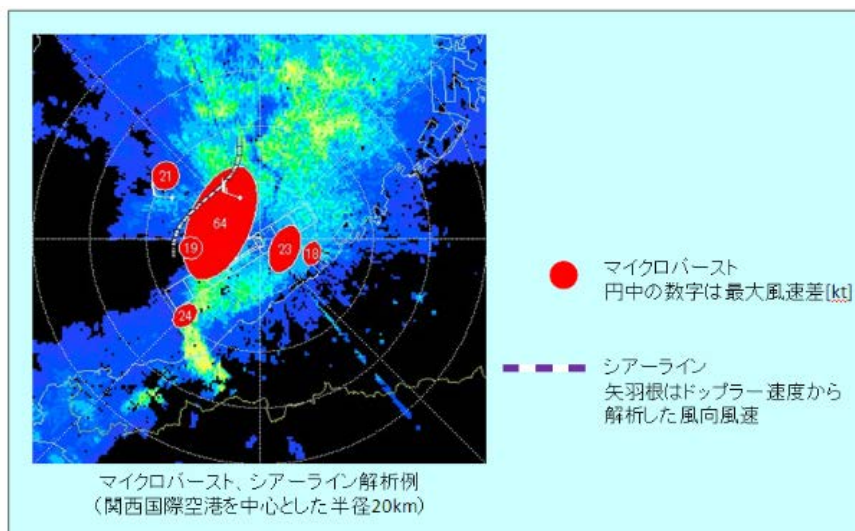 21
64
19
23
18
24
マイクロバースト
円中の数字は最大風速差[kt]
シアーライン
矢羽根はドップラー速度から
解析した風向風速
マイクロバースト、シアーライン解析例
（関西国際空港を中心とした半径20km）